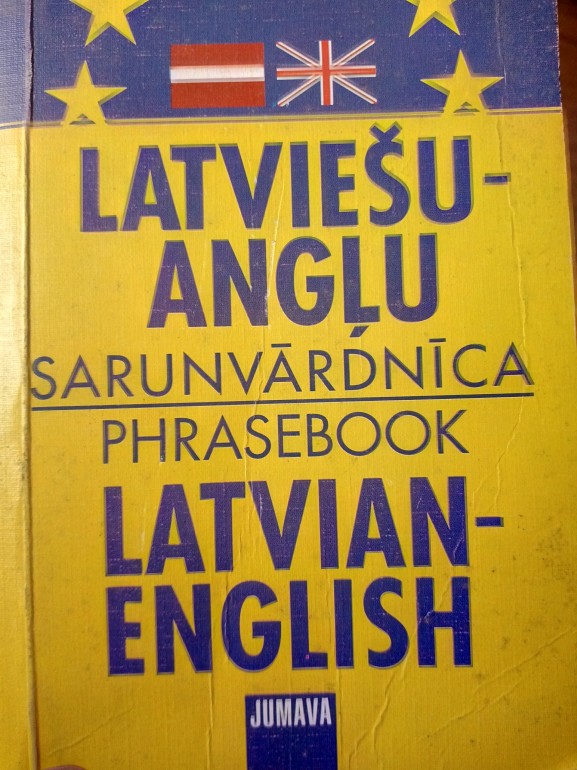 LATVIEŠU-
ANGĻU
SARUNVĀRDNĪCA
PHRASEBOOK
LATVIAN-
ENGLISH
JUMAVA